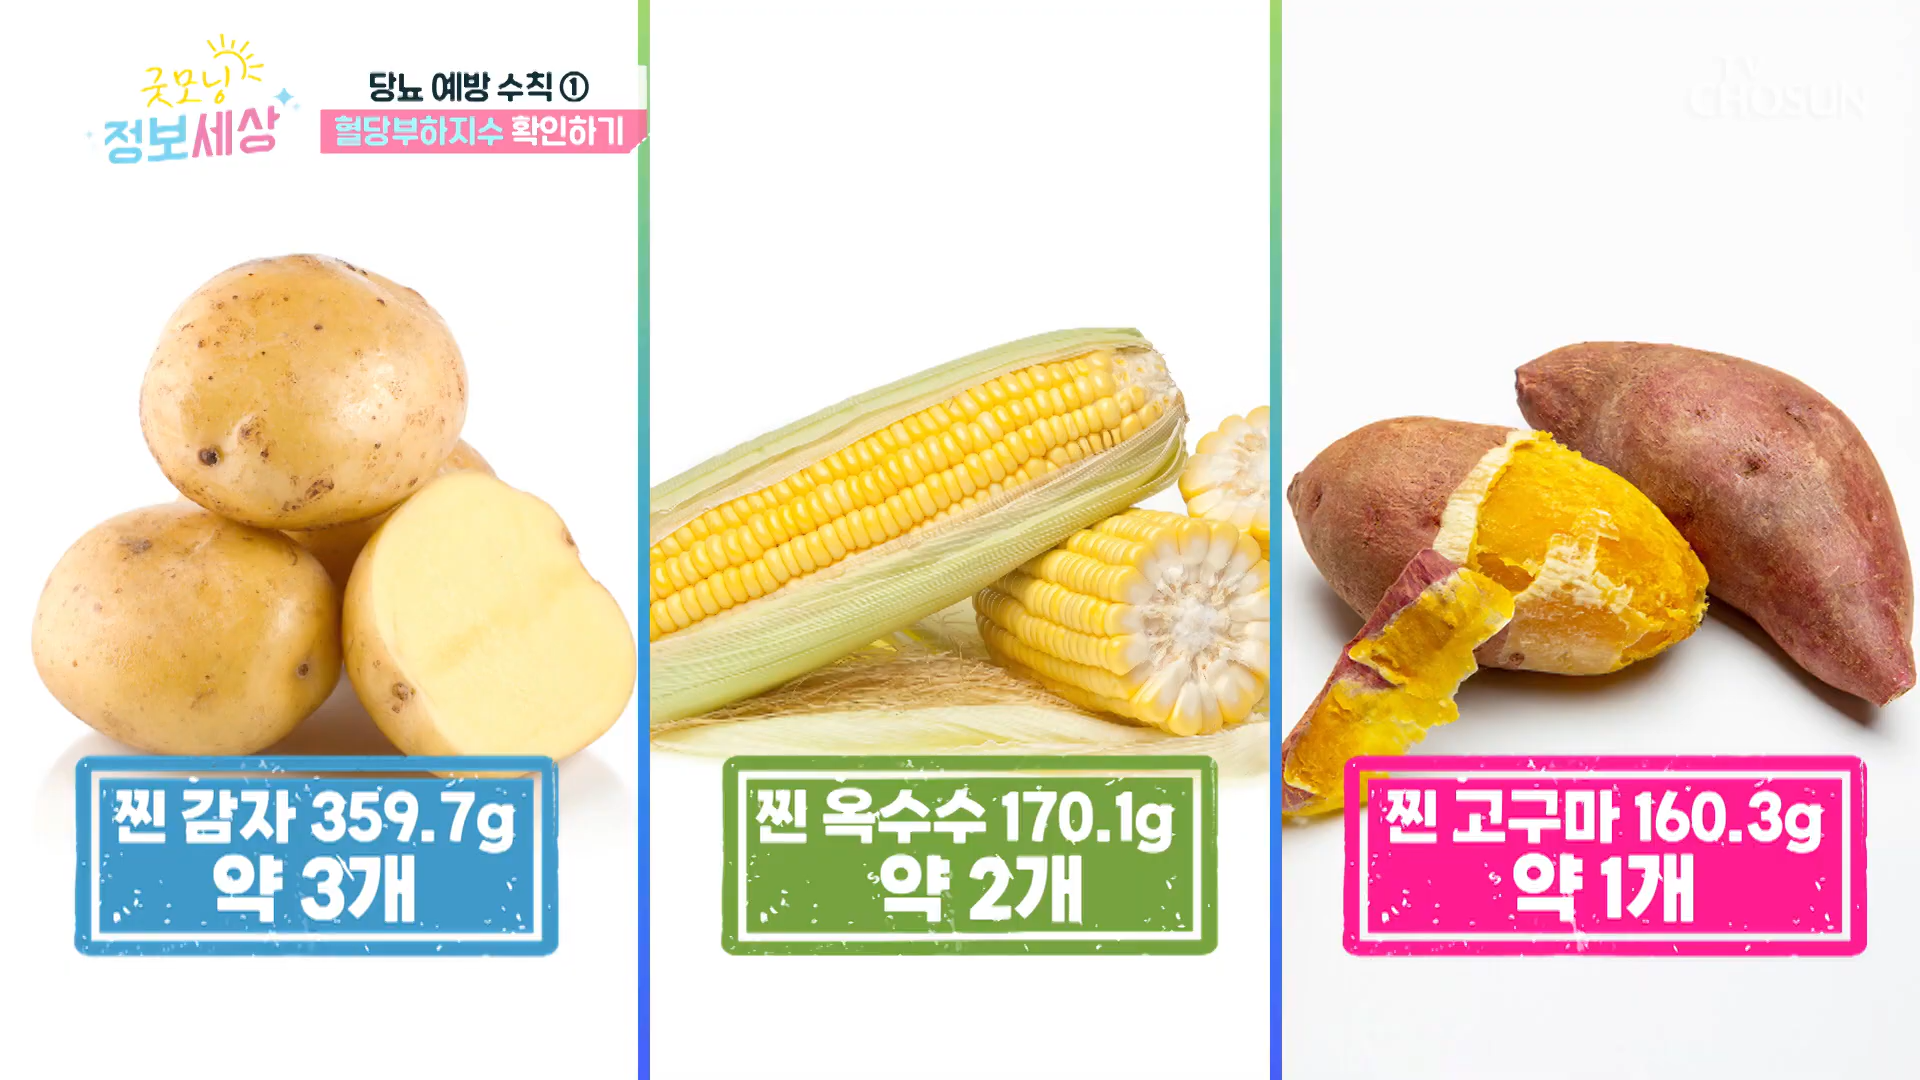 굿모닝
정보세상
당뇨 예방 수칙 ①
혈당부하지수 확인하기
TV
CHOSUN
찐 감자 359.7g
약 3개
찐 옥수수 170.1g
약 2개
찐 고구마 160.3g
약 1개